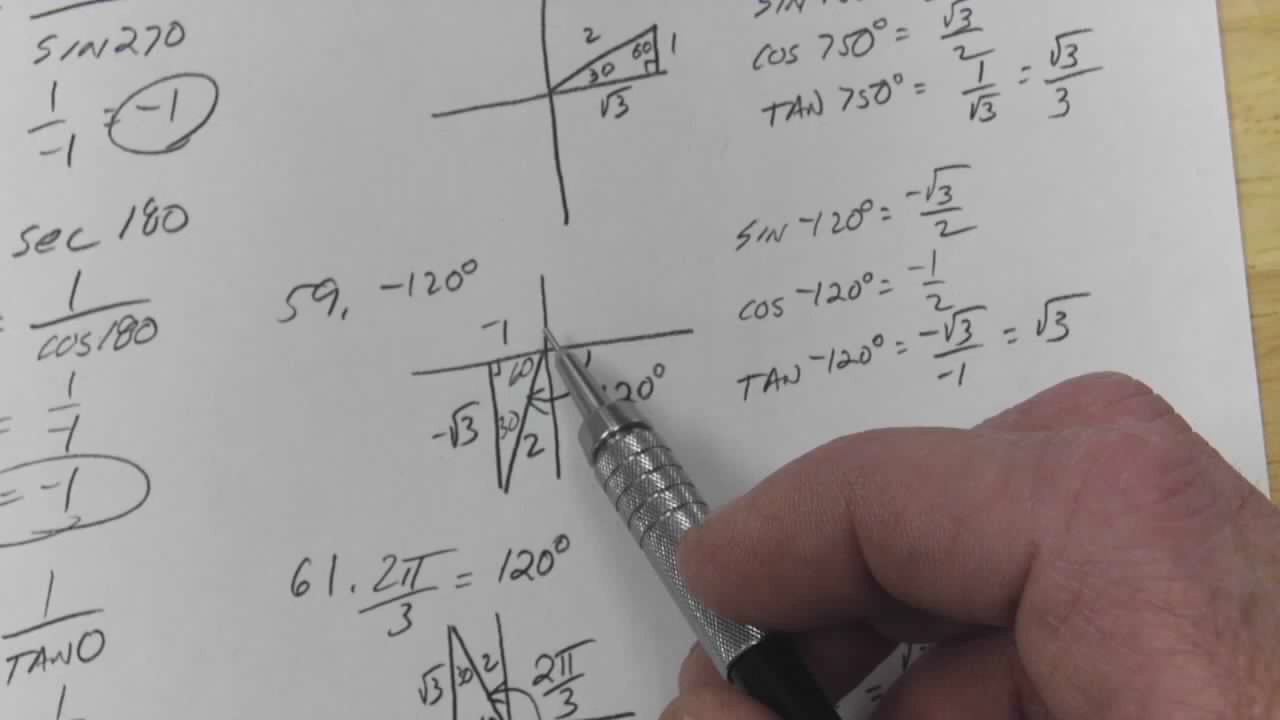 SIN 270
1/-1 = -1
sec 180
= 1/cos 180
= 1/-1
= -1
1/TAN 0
1
2
60
1
30
√3
59. -120°
-1
60
-√3
30
2
61. 2π/3 = 120°
√3
30
2
2π/3
√3/2
cos 750° =
TAN 750° = 1/√3 = √3/3
SIN -120° = -√3/2
cos -120° = -1/2
TAN -120° = -√3/-1 = √3